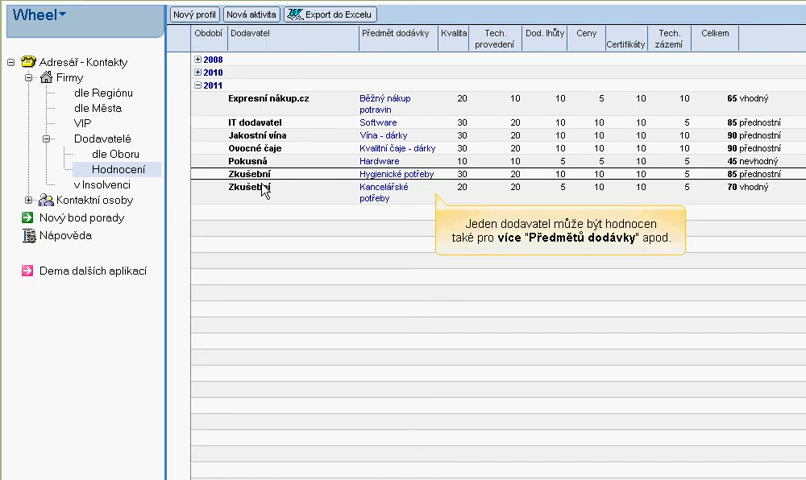 Wheel
Nový profil Nová aktivita Export do Excelu
Období Dodavatel Předmět dodávky Kvalita Tech. provedení Dod. lhůty Ceny Certifikáty Tech. zázemí Celkem
Adresář - Kontakty
Firmy
dle Regiónu
dle Města
VIP
Dodavatelé
dle Oboru
Hodnocení
v Insolvenci
Kontaktní osoby
Nový bod porady
Nápověda
Dema dalších aplikací
2008
2010
2011
Expresní nákup.cz Běžný nákup potravin 20 10 10 5 10 10 65 vhodný
IT dodavatel Software 30 20 10 10 10 5 85 přednostní
Jakostní vína Vína - dárky 30 20 10 10 10 10 90 přednostní
Ovocné čaje Kvalitní čaje - dárky 30 20 10 10 10 10 90 přednostní
Pokusná Hardware 10 10 5 5 10 5 45 nevhodný
Zkušební Hygienické potřeby 30 20 10 10 10 5 85 přednostní
Zkušební Kancelářské potřeby 20 20 5 10 10 5 70 vhodný
Jeden dodavatel může být hodnocen
také pro více "Předmětů dodávky" apod.